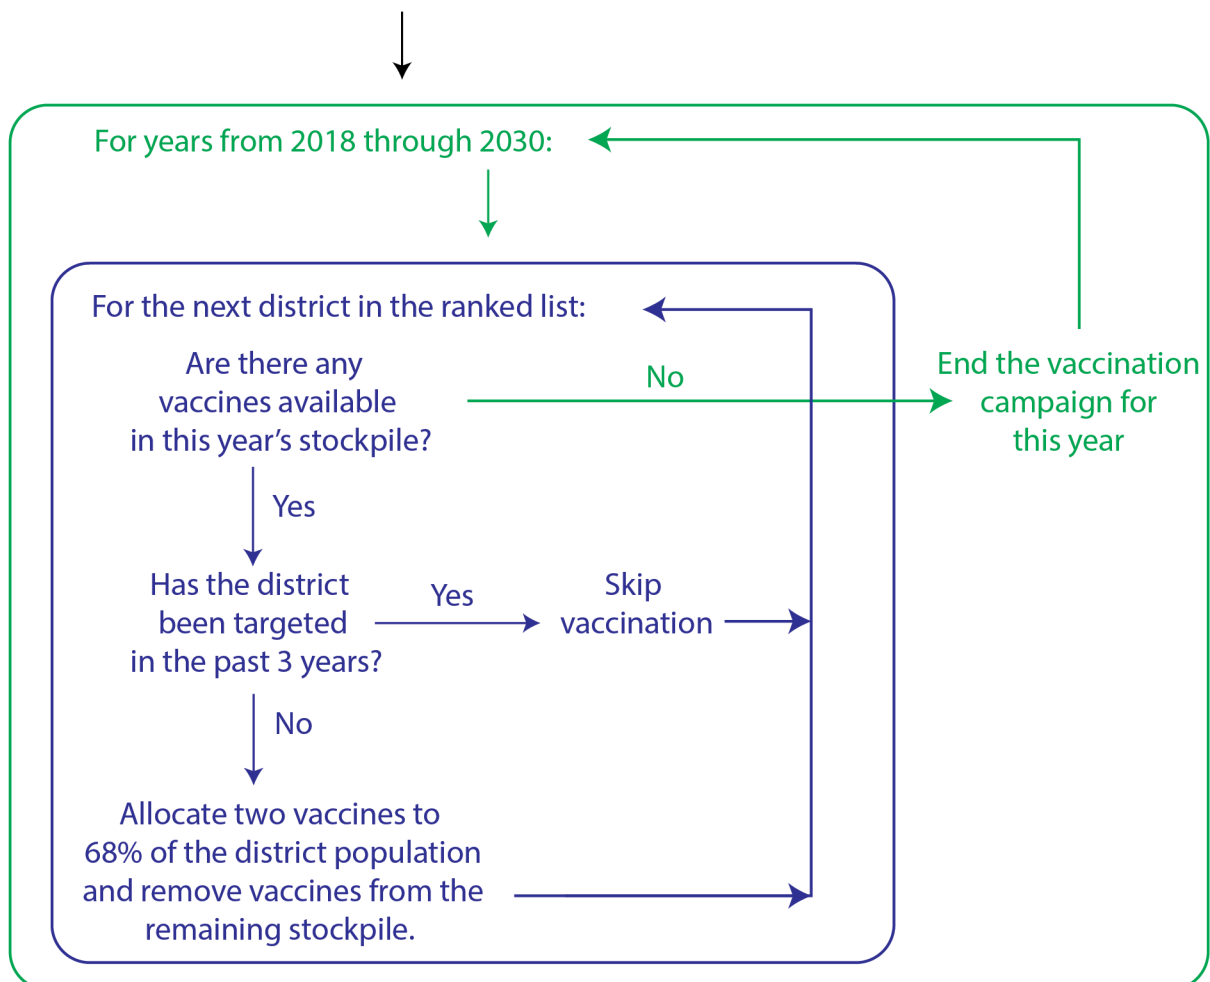 For years from 2018 through 2030:
For the next district in the ranked list:
Are there any
vaccines available
in this year’s stockpile?
No
End the vaccination
campaign for
this year
Yes
Has the district
been targeted
in the past 3 years?
Yes
Skip
vaccination
No
Allocate two vaccines to
68% of the district population
and remove vaccines from the
remaining stockpile.